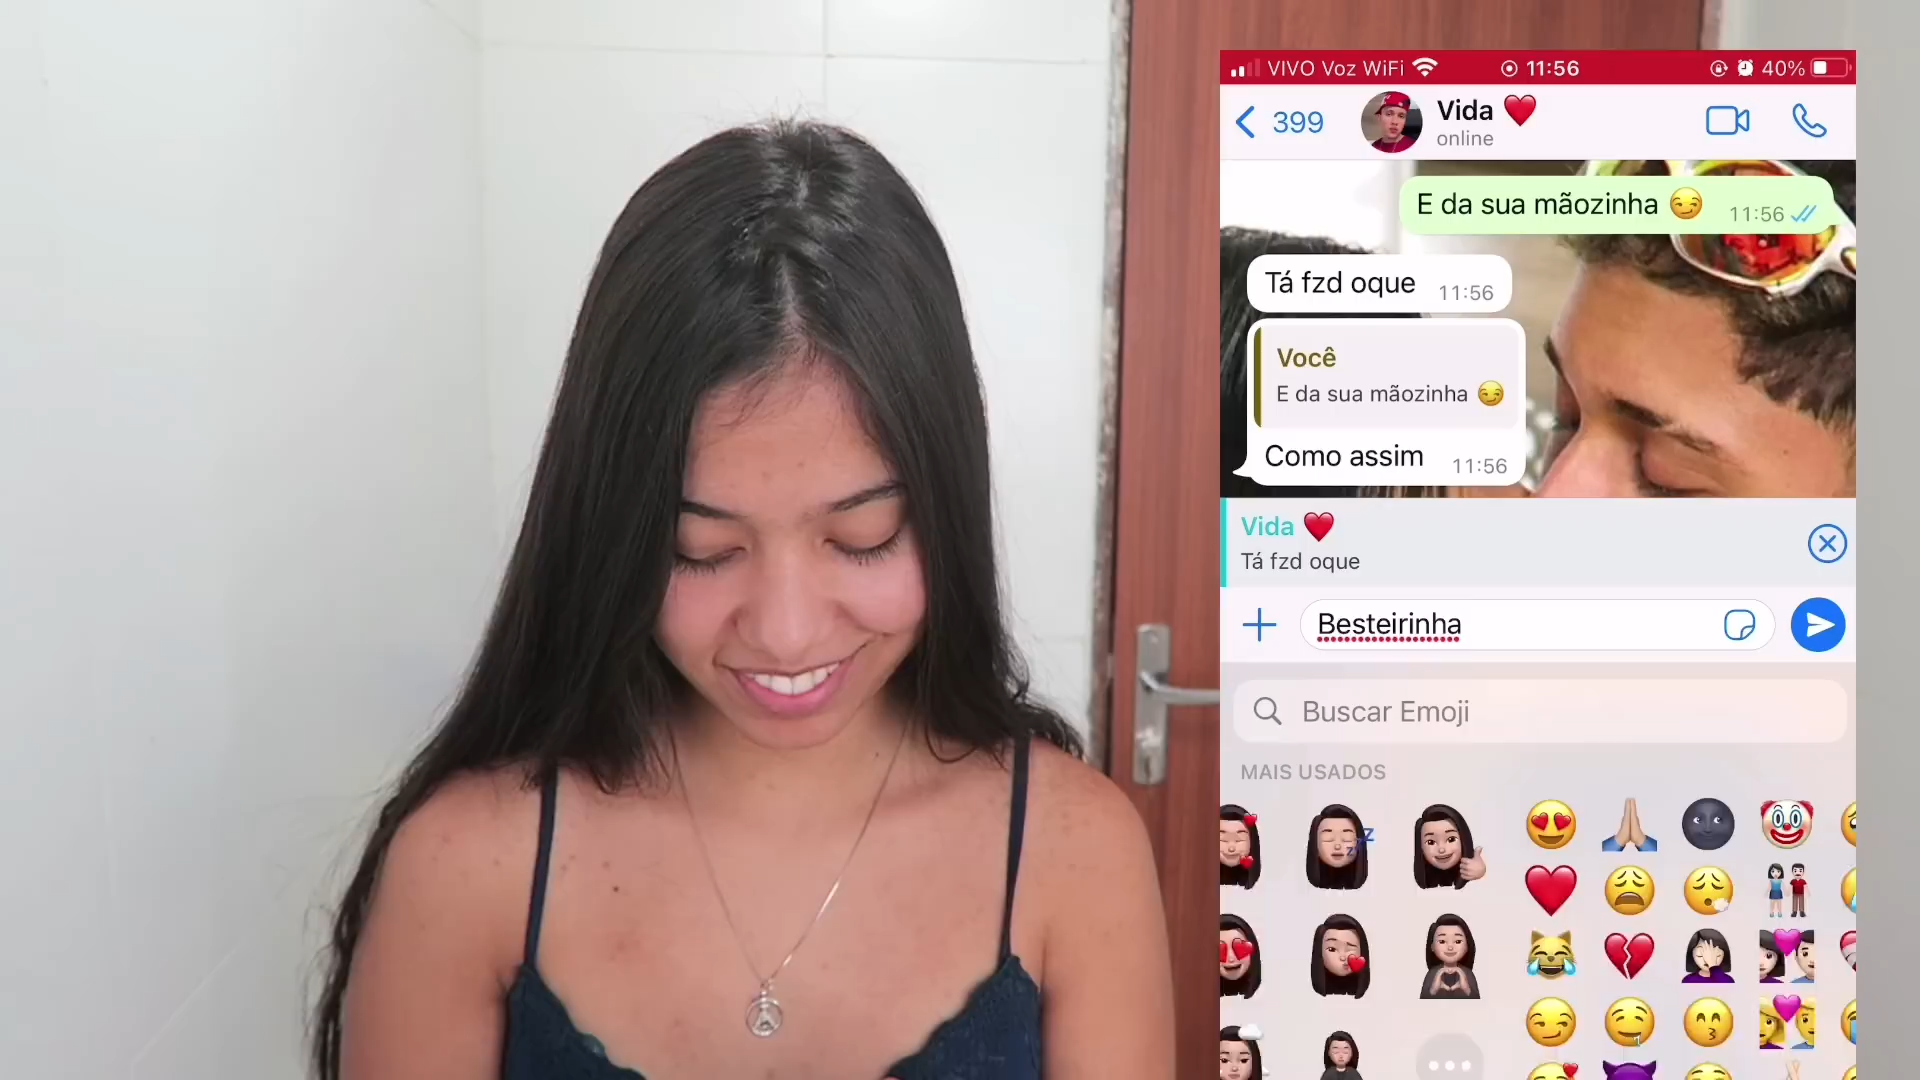 VIVO Voz WiFi 11:56 40%
399 Vida ❤️
online
E da sua mãozinha 😏 11:56
Tá fzd oque 11:56
Você
E da sua mãozinha 😏
Como assim 11:56
Vida ❤️
Tá fzd oque
Besteirinha
Buscar Emoji
MAIS USADOS